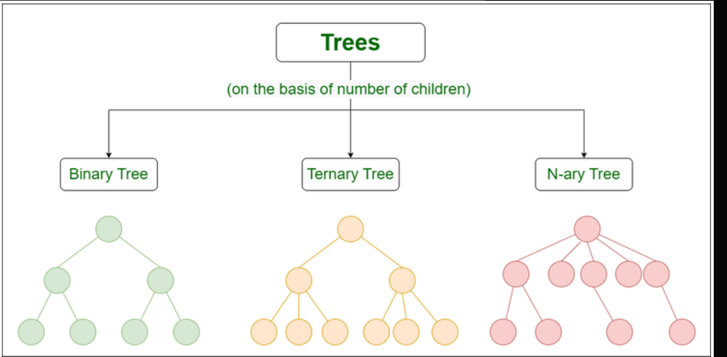 Trees
(on the basis of number of children)
Binary Tree
Ternary Tree
N-ary Tree